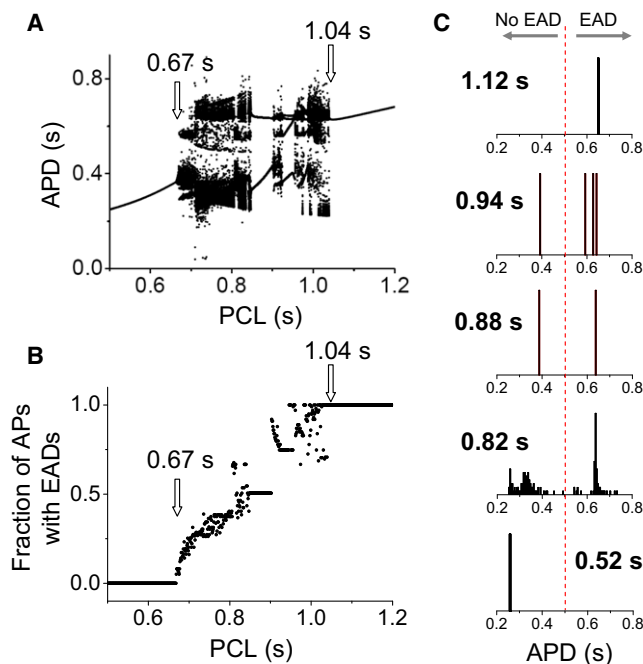 A
0.67 s
1.04 s
APD (s)
0.8
0.4
0.0
0.6 0.8 1.0 1.2
PCL (s)
B
1.04 s
0.67 s
Fraction of APs
with EADs
1.0
0.5
0.0
0.6 0.8 1.0 1.2
PCL (s)
C
No EAD EAD
1.12 s
0.2 0.4 0.6 0.8
0.94 s
0.2 0.4 0.6 0.8
0.88 s
0.2 0.4 0.6 0.8
0.82 s
0.2 0.4 0.6 0.8
0.52 s
0.2 0.4 0.6 0.8
APD (s)